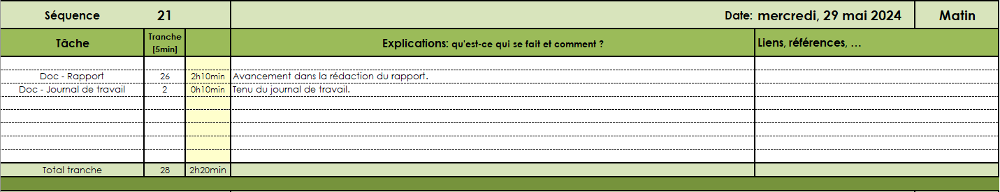 Séquence 21 Date: mercredi, 29 mai 2024 Matin
Tâche Tranche [5min] Explications: qu'est-ce qui se fait et comment ? Liens, références, …
Doc - Rapport 26 2h10min Avancement dans la rédaction du rapport.
Doc - Journal de travail 2 0h10min Tenu du journal de travail.
Total tranche 28 2h20min